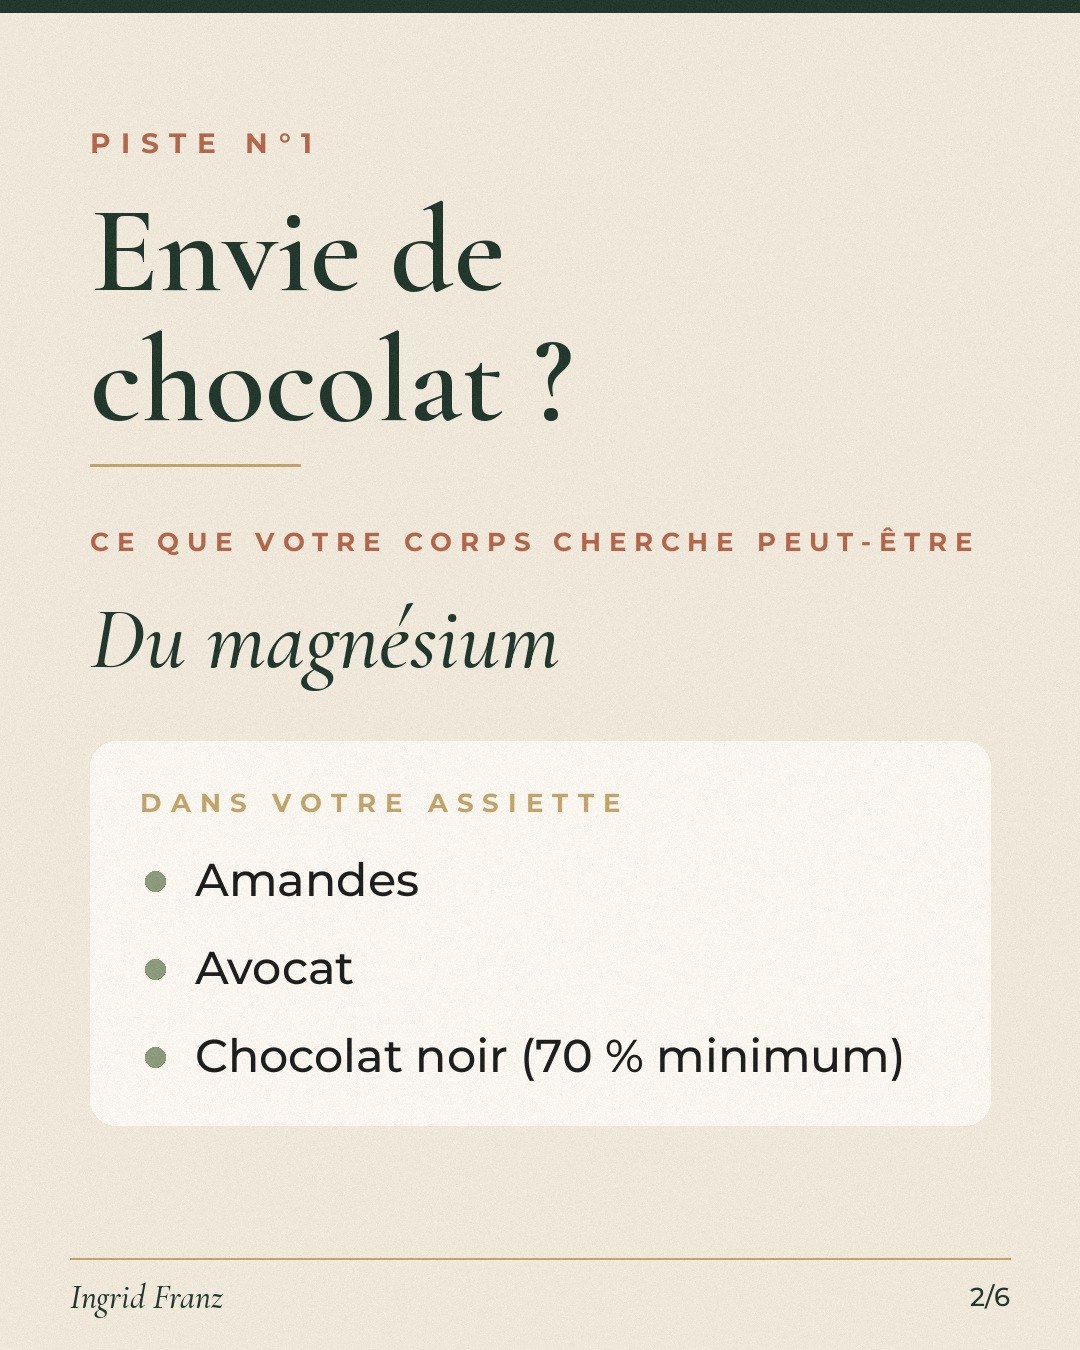 PISTE N°1
Envie de
chocolat ?
CE QUE VOTRE CORPS CHERCHE PEUT-ÊTRE
Du magnésium
DANS VOTRE ASSIETTE
Amandes
Avocat
Chocolat noir (70 % minimum)
Ingrid Franz
2/6